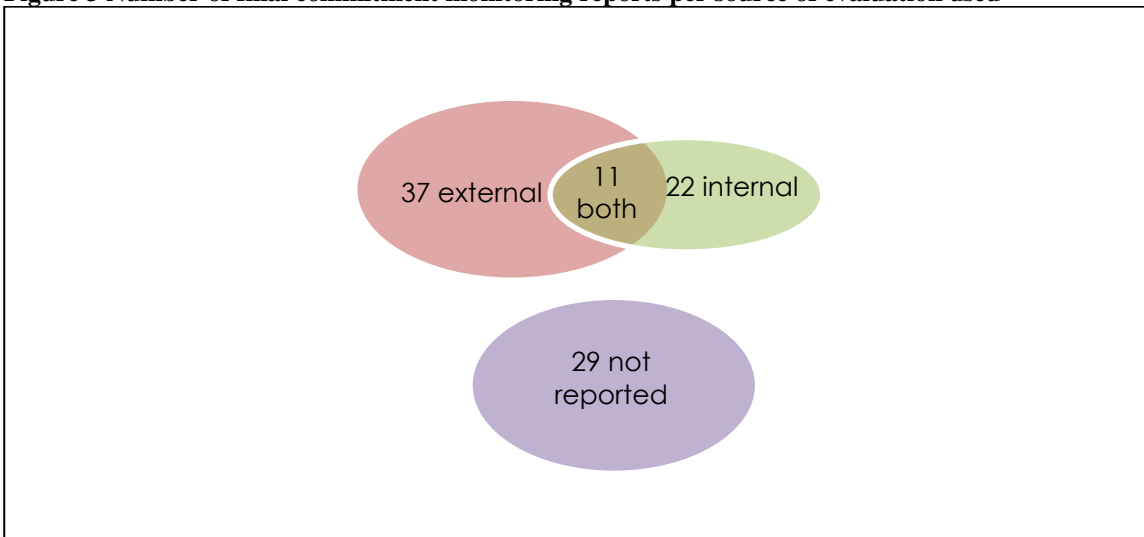 Figure 3 Number of final commitment monitoring reports per source of evaluation used
37 external
11
both
22 internal
29 not
reported